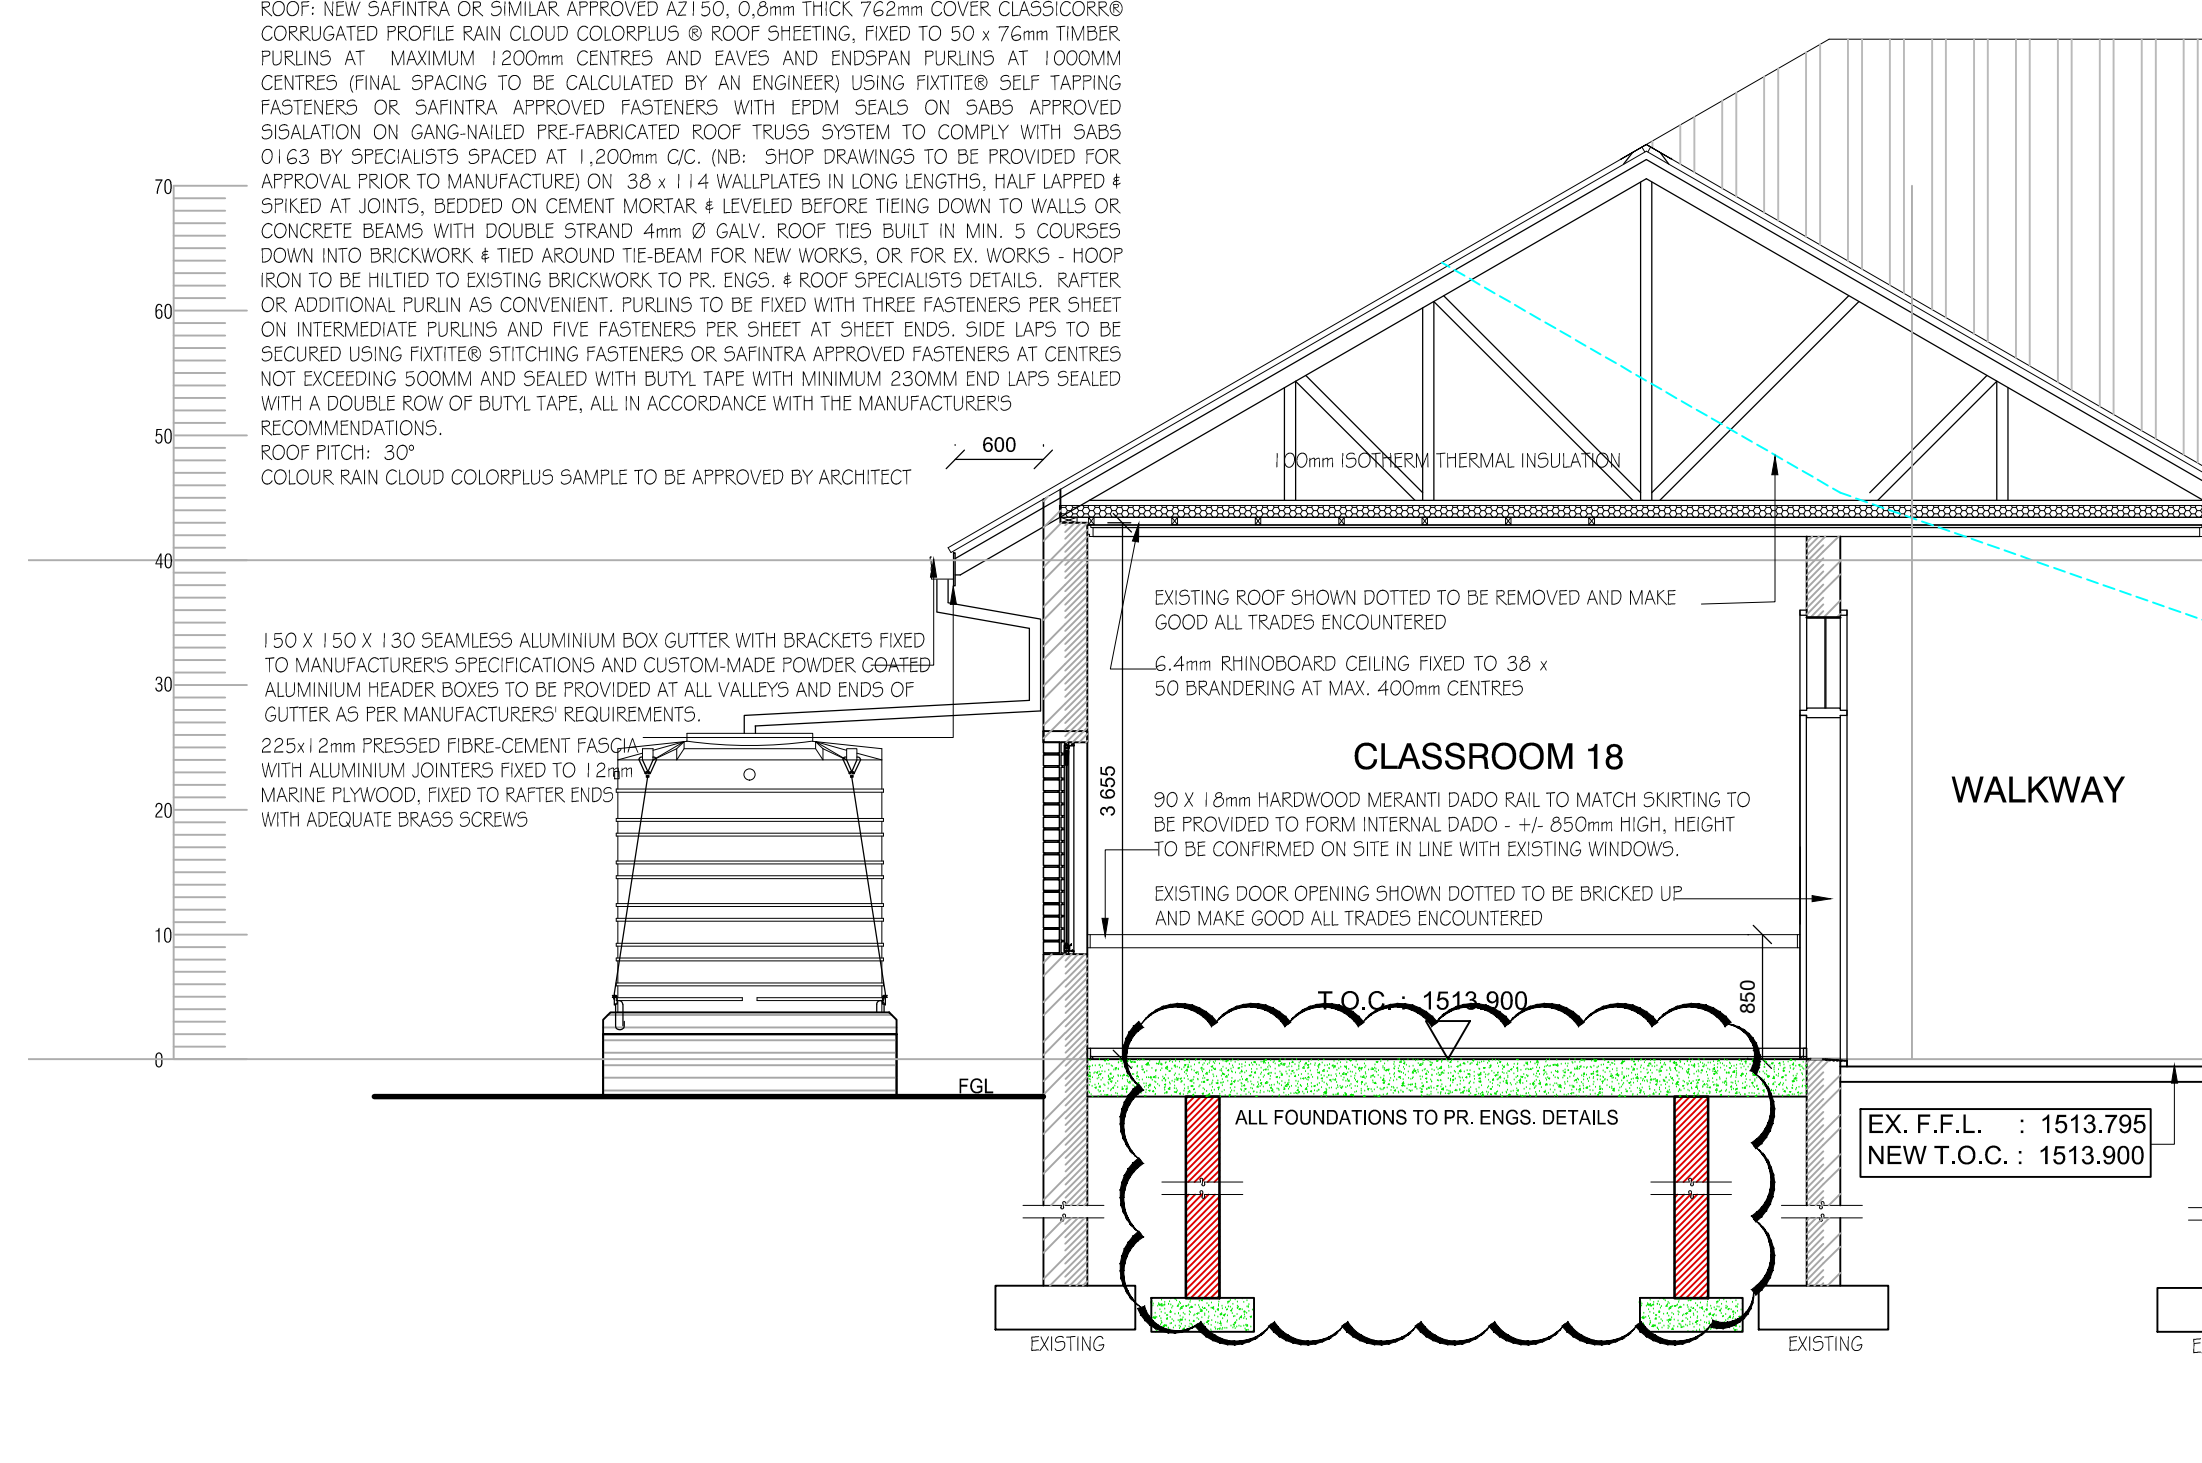 ROOF: NEW SAFINTRA OR SIMILAR APPROVED AZ150, 0,8mm THICK 762mm COVER CLASSICORR®
CORRUGATED PROFILE RAIN CLOUD COLORPLUS ® ROOF SHEETING, FIXED TO 50 x 76mm TIMBER
PURLINS AT MAXIMUM 1200mm CENTRES AND EAVES AND ENDSPAN PURLINS AT 1000MM
CENTRES (FINAL SPACING TO BE CALCULATED BY AN ENGINEER) USING FIXTITE® SELF TAPPING
FASTENERS OR SAFINTRA APPROVED FASTENERS WITH EPDM SEALS ON SABS APPROVED
SISALATION ON GANG-NAILED PRE-FABRICATED ROOF TRUSS SYSTEM TO COMPLY WITH SABS
0163 BY SPECIALISTS SPACED AT 1,200mm C/C. (NB: SHOP DRAWINGS TO BE PROVIDED FOR
APPROVAL PRIOR TO MANUFACTURE) ON 38 x 114 WALLPLATES IN LONG LENGTHS, HALF LAPPED &
SPIKED AT JOINTS, BEDDED ON CEMENT MORTAR & LEVELED BEFORE TIEING DOWN TO WALLS OR
CONCRETE BEAMS WITH DOUBLE STRAND 4mm Ø GALV. ROOF TIES BUILT IN MIN. 5 COURSES
DOWN INTO BRICKWORK & TIED AROUND TIE-BEAM FOR NEW WORKS, OR FOR EX. WORKS - HOOP
IRON TO BE HILTIED TO EXISTING BRICKWORK TO PR. ENGS. & ROOF SPECIALISTS DETAILS. RAFTER
OR ADDITIONAL PURLIN AS CONVENIENT. PURLINS TO BE FIXED WITH THREE FASTENERS PER SHEET
ON INTERMEDIATE PURLINS AND FIVE FASTENERS PER SHEET AT SHEET ENDS. SIDE LAPS TO BE
SECURED USING FIXTITE® STITCHING FASTENERS OR SAFINTRA APPROVED FASTENERS AT CENTRES
NOT EXCEEDING 500MM AND SEALED WITH BUTYL TAPE WITH MINIMUM 230MM END LAPS SEALED
WITH A DOUBLE ROW OF BUTYL TAPE, ALL IN ACCORDANCE WITH THE MANUFACTURER'S
RECOMMENDATIONS.
ROOF PITCH: 30°
COLOUR RAIN CLOUD COLORPLUS SAMPLE TO BE APPROVED BY ARCHITECT
70
60
50
40
30
20
10
0
600
100mm ISOTHERM THERMAL INSULATION
150 X 150 X 130 SEAMLESS ALUMINIUM BOX GUTTER WITH BRACKETS FIXED
TO MANUFACTURER'S SPECIFICATIONS AND CUSTOM-MADE POWDER COATED
ALUMINIUM HEADER BOXES TO BE PROVIDED AT ALL VALLEYS AND ENDS OF
GUTTER AS PER MANUFACTURERS' REQUIREMENTS.
225x12mm PRESSED FIBRE-CEMENT FASCIA
WITH ALUMINIUM JOINTERS FIXED TO 12mm
MARINE PLYWOOD, FIXED TO RAFTER ENDS
WITH ADEQUATE BRASS SCREWS
EXISTING ROOF SHOWN DOTTED TO BE REMOVED AND MAKE
GOOD ALL TRADES ENCOUNTERED
6.4mm RHINOBOARD CEILING FIXED TO 38 x
50 BRANDERING AT MAX. 400mm CENTRES
CLASSROOM 18
WALKWAY
3 655
90 X 18mm HARDWOOD MERANTI DADO RAIL TO MATCH SKIRTING TO
BE PROVIDED TO FORM INTERNAL DADO - +/- 850mm HIGH, HEIGHT
TO BE CONFIRMED ON SITE IN LINE WITH EXISTING WINDOWS.
EXISTING DOOR OPENING SHOWN DOTTED TO BE BRICKED UP
AND MAKE GOOD ALL TRADES ENCOUNTERED
850
T.O.C. : 1513.900
FGL
ALL FOUNDATIONS TO PR. ENGS. DETAILS
EX. F.F.L. : 1513.795
NEW T.O.C. : 1513.900
EXISTING
EXISTING
E